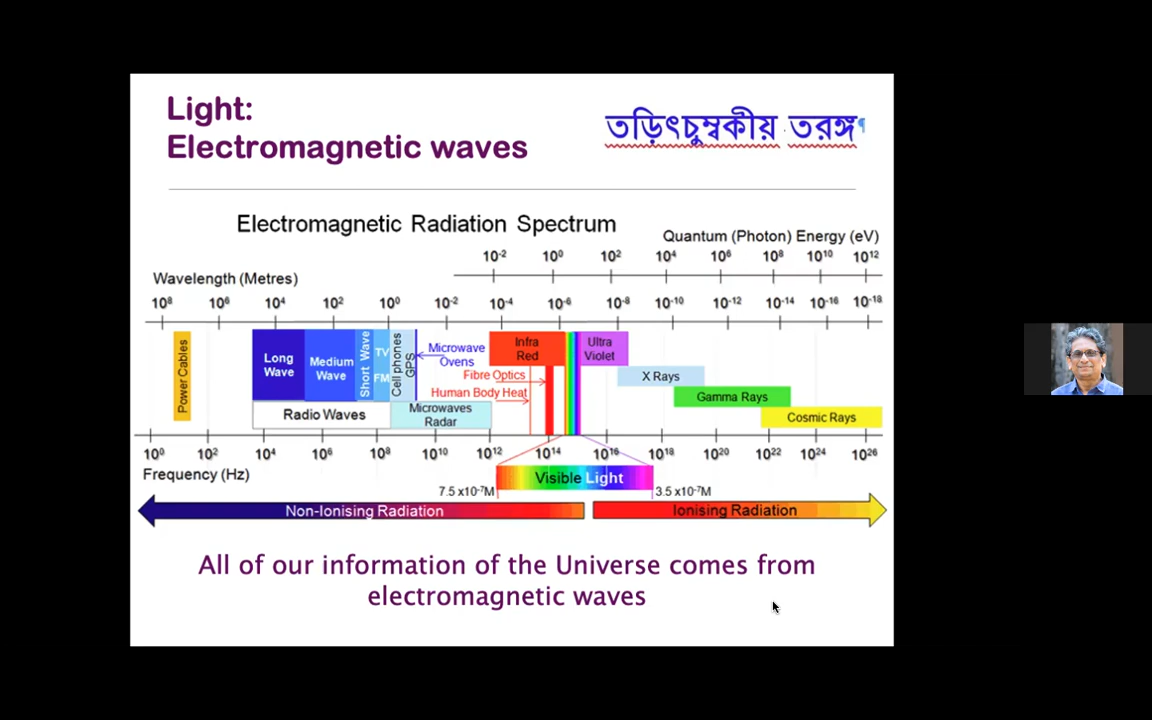 Light:
Electromagnetic waves
তড়িৎচুম্বকীয় তরঙ্গ
Electromagnetic Radiation Spectrum
Quantum (Photon) Energy (eV)
10⁻² 10⁰ 10² 10⁴ 10⁶ 10⁸ 10¹⁰ 10¹²
Wavelength (Metres)
10⁸ 10⁶ 10⁴ 10² 10⁰ 10⁻² 10⁻⁴ 10⁻⁶ 10⁻⁸ 10⁻¹⁰ 10⁻¹² 10⁻¹⁴ 10⁻¹⁶ 10⁻¹⁸
Power Cables
Long
Wave
Medium
Wave
Short Wave
TV
FM
Cell phones
GPS
Microwave
Ovens
Infra
Red
Ultra
Violet
Fibre Optics
Human Body Heat
X Rays
Gamma Rays
Cosmic Rays
Radio Waves
Microwaves
Radar
10⁰ 10² 10⁴ 10⁶ 10⁸ 10¹⁰ 10¹² 10¹⁴ 10¹⁶ 10¹⁸ 10²⁰ 10²² 10²⁴ 10²⁶
Frequency (Hz)
Visible Light
7.5 x10⁻⁷M
3.5 x10⁻⁷M
Non-Ionising Radiation
Ionising Radiation
All of our information of the Universe comes from
electromagnetic waves